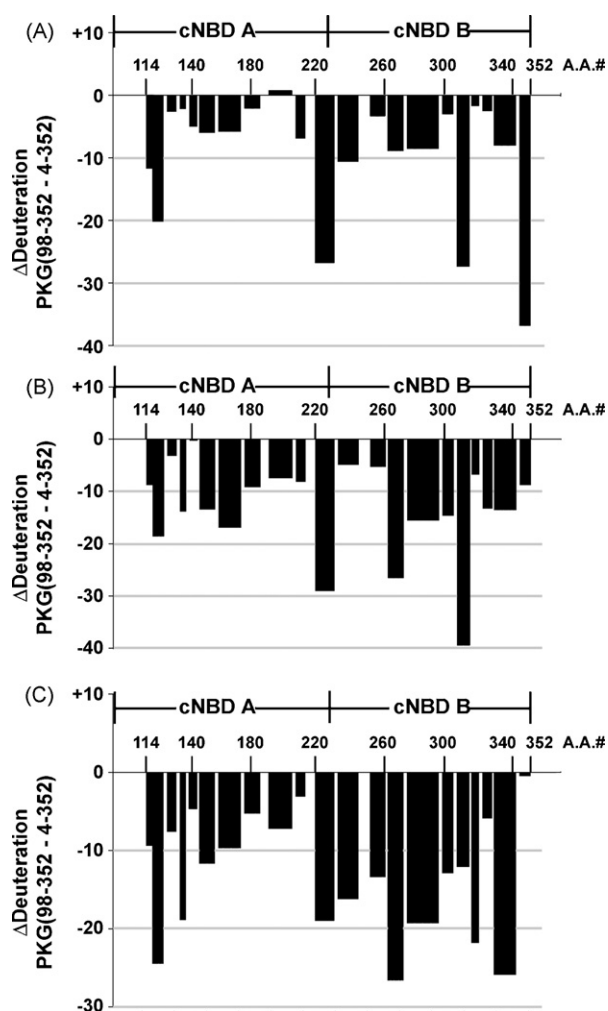 (A)
+10
cNBD A
cNBD B
114 140 180 220 260 300 340 352 A.A.#
0
-10
-20
-30
-40
ΔDeuteration
PKG(98-352 - 4-352)
(B)
+10
cNBD A
cNBD B
114 140 180 220 260 300 340 352 A.A.#
0
-10
-20
-30
-40
ΔDeuteration
PKG(98-352 - 4-352)
(C)
+10
cNBD A
cNBD B
114 140 180 220 260 300 340 352 A.A.#
0
-10
-20
-30
ΔDeuteration
PKG(98-352 - 4-352)